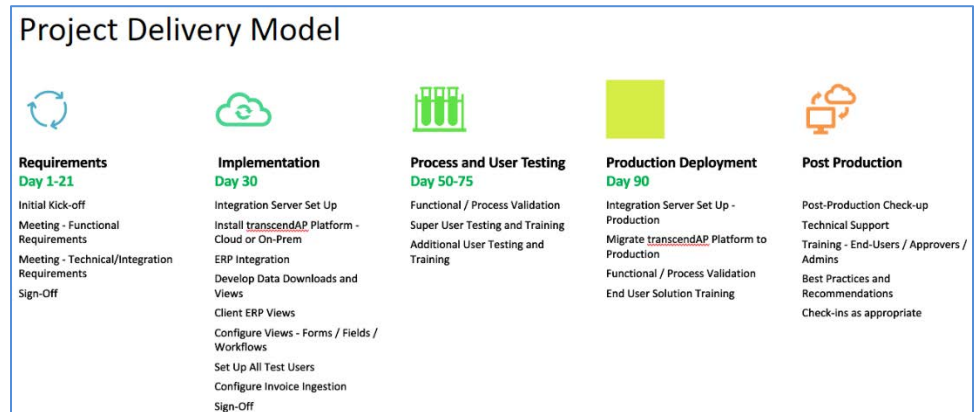 Project Delivery Model
Requirements
Day 1-21
Initial Kick-off
Meeting - Functional
Requirements
Meeting - Technical/Integration
Requirements
Sign-Off
Implementation
Day 30
Integration Server Set Up
Install transcendAP Platform -
Cloud or On-Prem
ERP Integration
Develop Data Downloads and
Views
Client ERP Views
Configure Views - Forms / Fields /
Workflows
Set Up All Test Users
Configure Invoice Ingestion
Sign-Off
Process and User Testing
Day 50-75
Functional / Process Validation
Super User Testing and Training
Additional User Testing and
Training
Production Deployment
Day 90
Integration Server Set Up -
Production
Migrate transcendAP Platform to
Production
Functional / Process Validation
End User Solution Training
Post Production
Post-Production Check-up
Technical Support
Training - End-Users / Approvers /
Admins
Best Practices and
Recommendations
Check-ins as appropriate